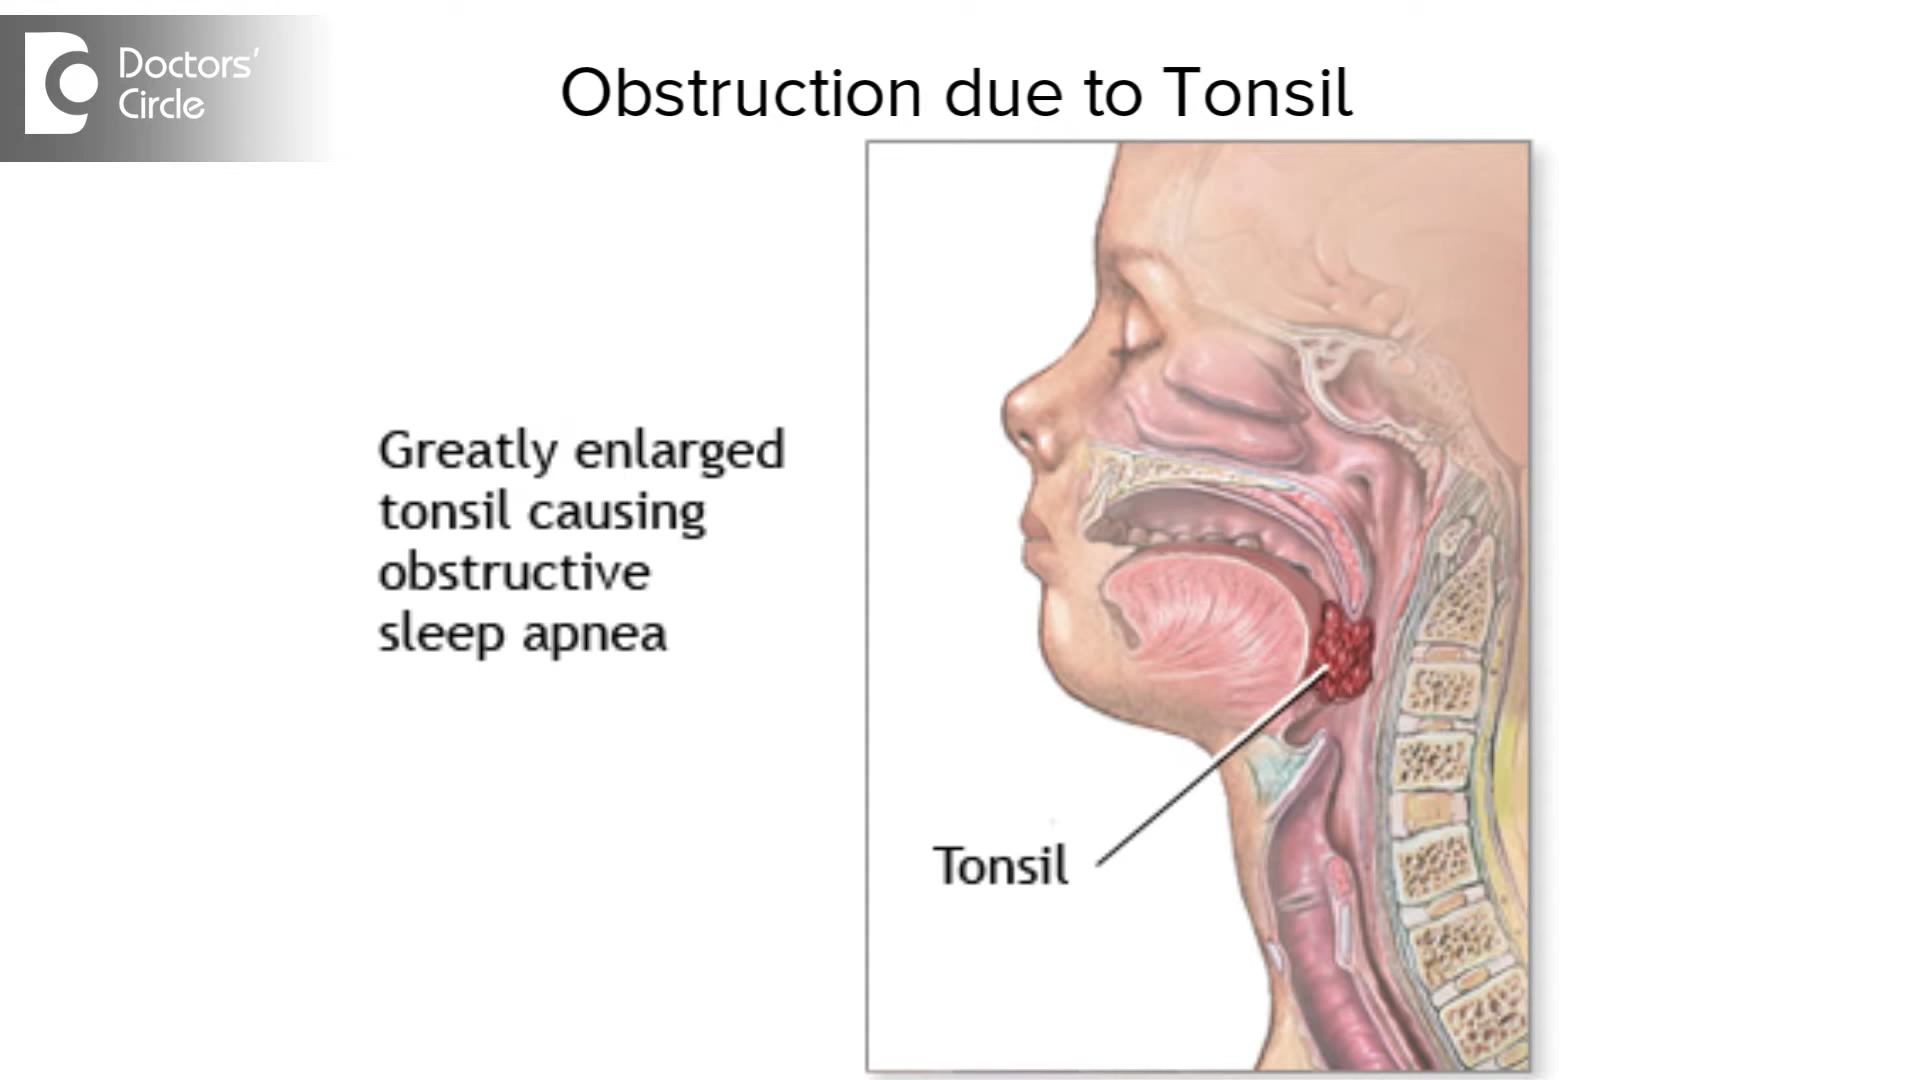 Doctors'
Circle
Obstruction due to Tonsil
Greatly enlarged
tonsil causing
obstructive
sleep apnea
Tonsil